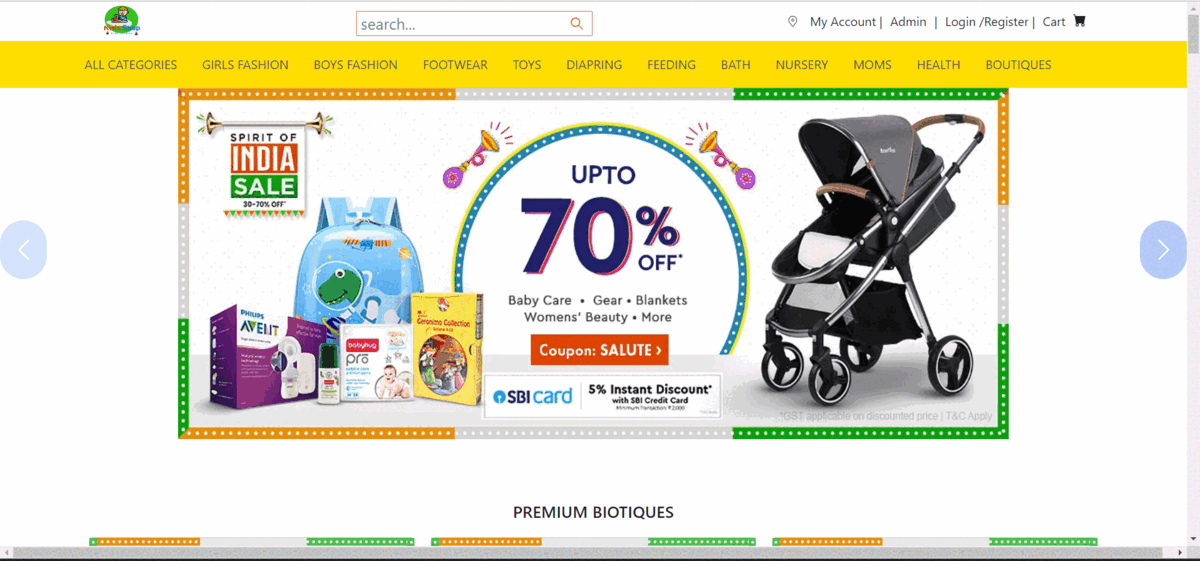 Kids Shop
search...
My Account | Admin | Login /Register | Cart
ALL CATEGORIES GIRLS FASHION BOYS FASHION FOOTWEAR TOYS DIAPRING FEEDING BATH NURSERY MOMS HEALTH BOUTIQUES
SPIRIT OF
INDIA
SALE
30-70% OFF*
UPTO
70%
OFF*
Baby Care • Gear • Blankets
Womens' Beauty • More
Coupon: SALUTE ›
SBI card
5% Instant Discount*
with SBI Credit Card
Minimum Transaction: ₹2,000
PHILIPS
AVENT
babyhug
pro
Geronimo Collection
*GST applicable on discounted price | T&C Apply
PREMIUM BIOTIQUES